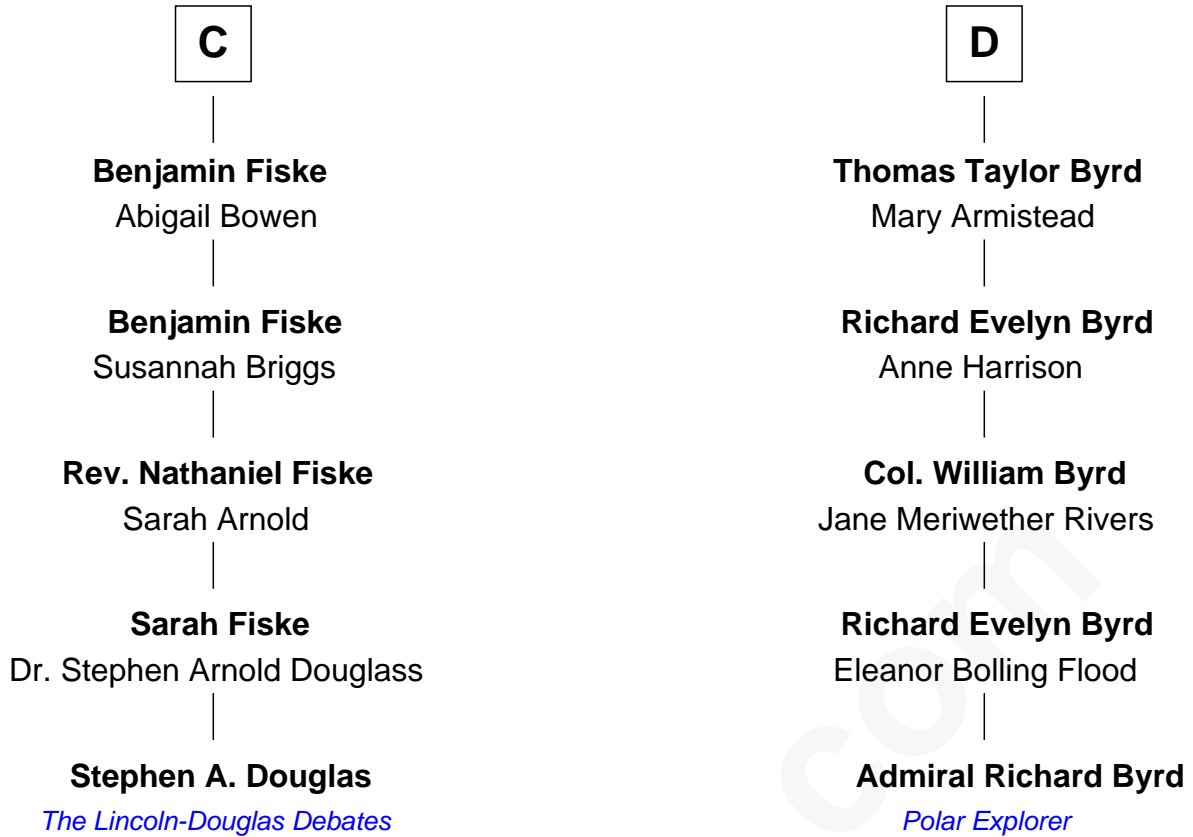 C
Benjamin Fiske
Abigail Bowen
Benjamin Fiske
Susannah Briggs
Rev. Nathaniel Fiske
Sarah Arnold
Sarah Fiske
Dr. Stephen Arnold Douglass
Stephen A. Douglas
The Lincoln-Douglas Debates
D
Thomas Taylor Byrd
Mary Armistead
Richard Evelyn Byrd
Anne Harrison
Col. William Byrd
Jane Meriwether Rivers
Richard Evelyn Byrd
Eleanor Bolling Flood
Admiral Richard Byrd
Polar Explorer
com